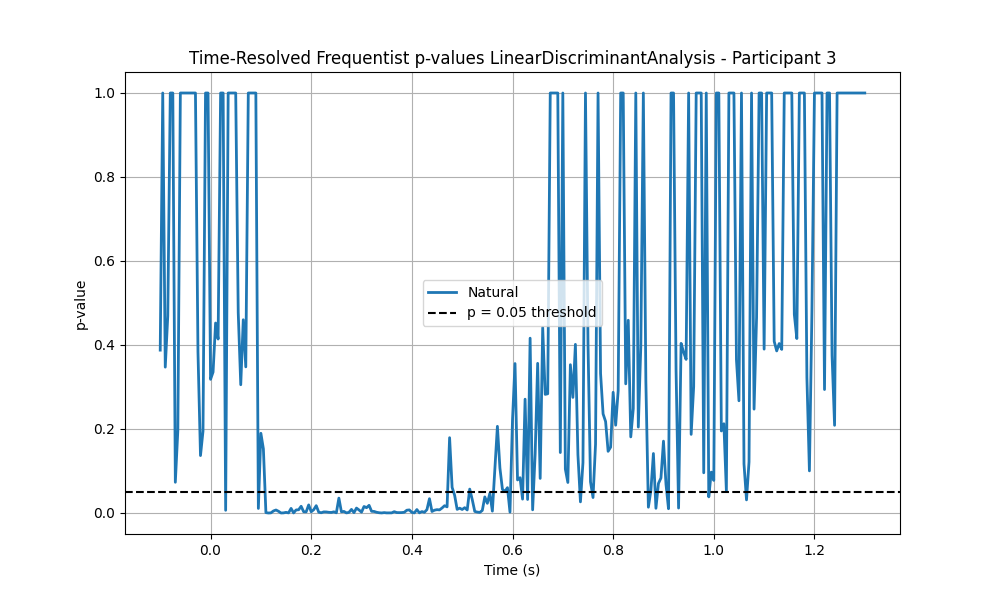 Time-Resolved Frequentist p-values LinearDiscriminantAnalysis - Participant 3
1.0
0.8
0.6
0.4
0.2
0.0
p-value
Natural
p = 0.05 threshold
0.0 0.2 0.4 0.6 0.8 1.0 1.2
Time (s)